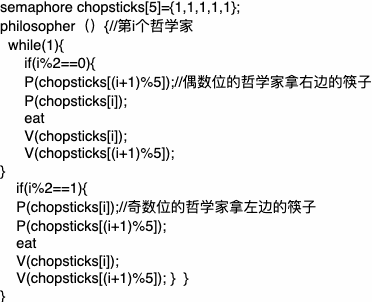 semaphore chopsticks[5]={1,1,1,1,1};
philosopher（）{//第i个哲学家
while(1){
if(i%2==0){
P(chopsticks[(i+1)%5]);//偶数位的哲学家拿右边的筷子
P(chopsticks[i]);
eat
V(chopsticks[i]);
V(chopsticks[(i+1)%5]);
}
if(i%2==1){
P(chopsticks[i]);//奇数位的哲学家拿左边的筷子
P(chopsticks[(i+1)%5]);
eat
V(chopsticks[i]);
V(chopsticks[(i+1)%5]); } }
}